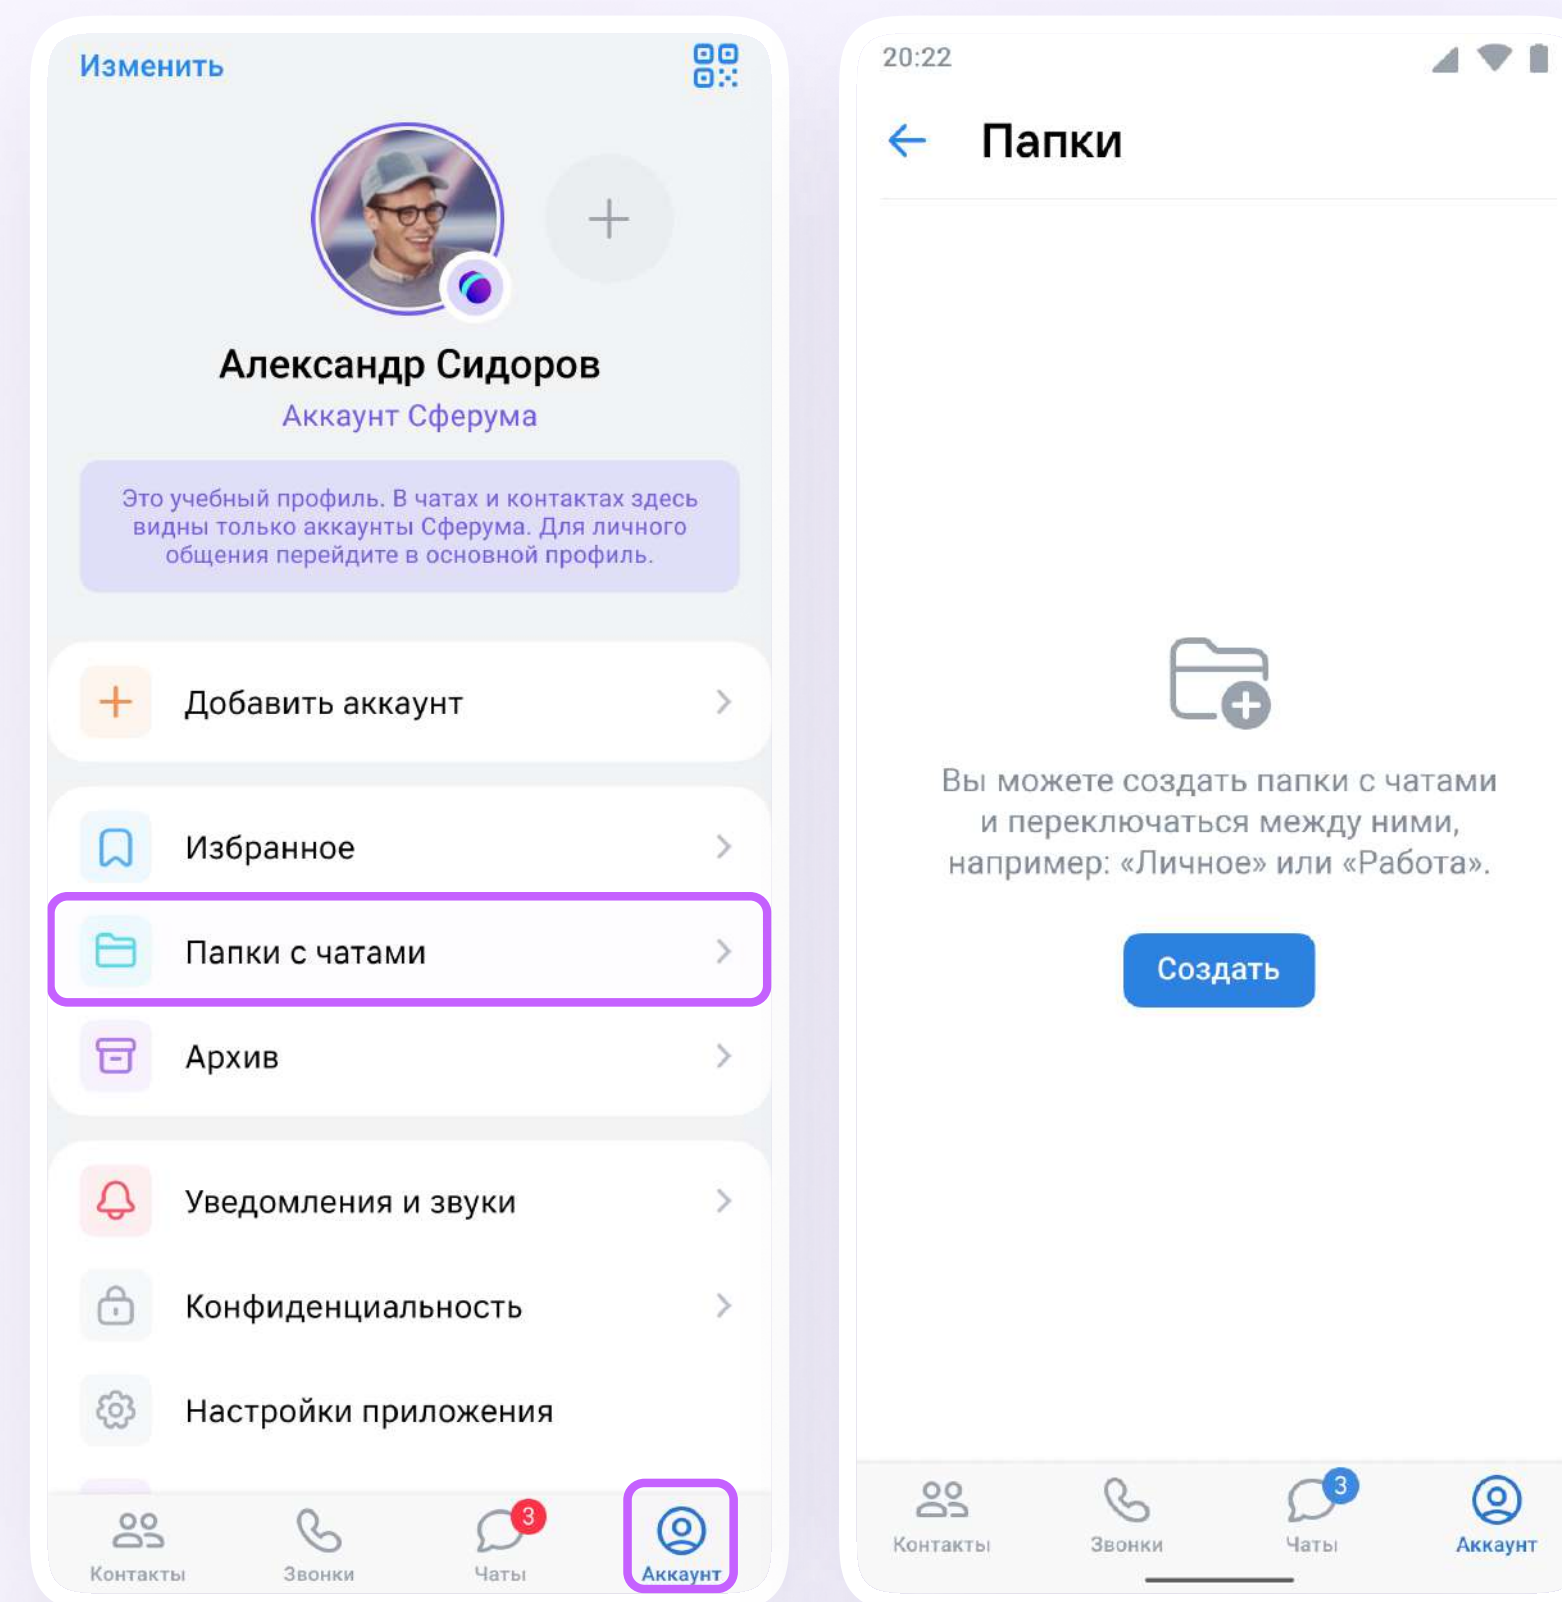 Изменить
Александр Сидоров
Аккаунт Сферума
Это учебный профиль. В чатах и контактах здесь
видны только аккаунты Сферума. Для личного
общения перейдите в основной профиль.
Добавить аккаунт
Избранное
Папки с чатами
Архив
Уведомления и звуки
Конфиденциальность
Настройки приложения
3
Контакты
Звонки
Чаты
Аккаунт
20:22
Папки
Вы можете создать папки с чатами
и переключаться между ними,
например: «Личное» или «Работа».
Создать
3
Контакты
Звонки
Чаты
Аккаунт